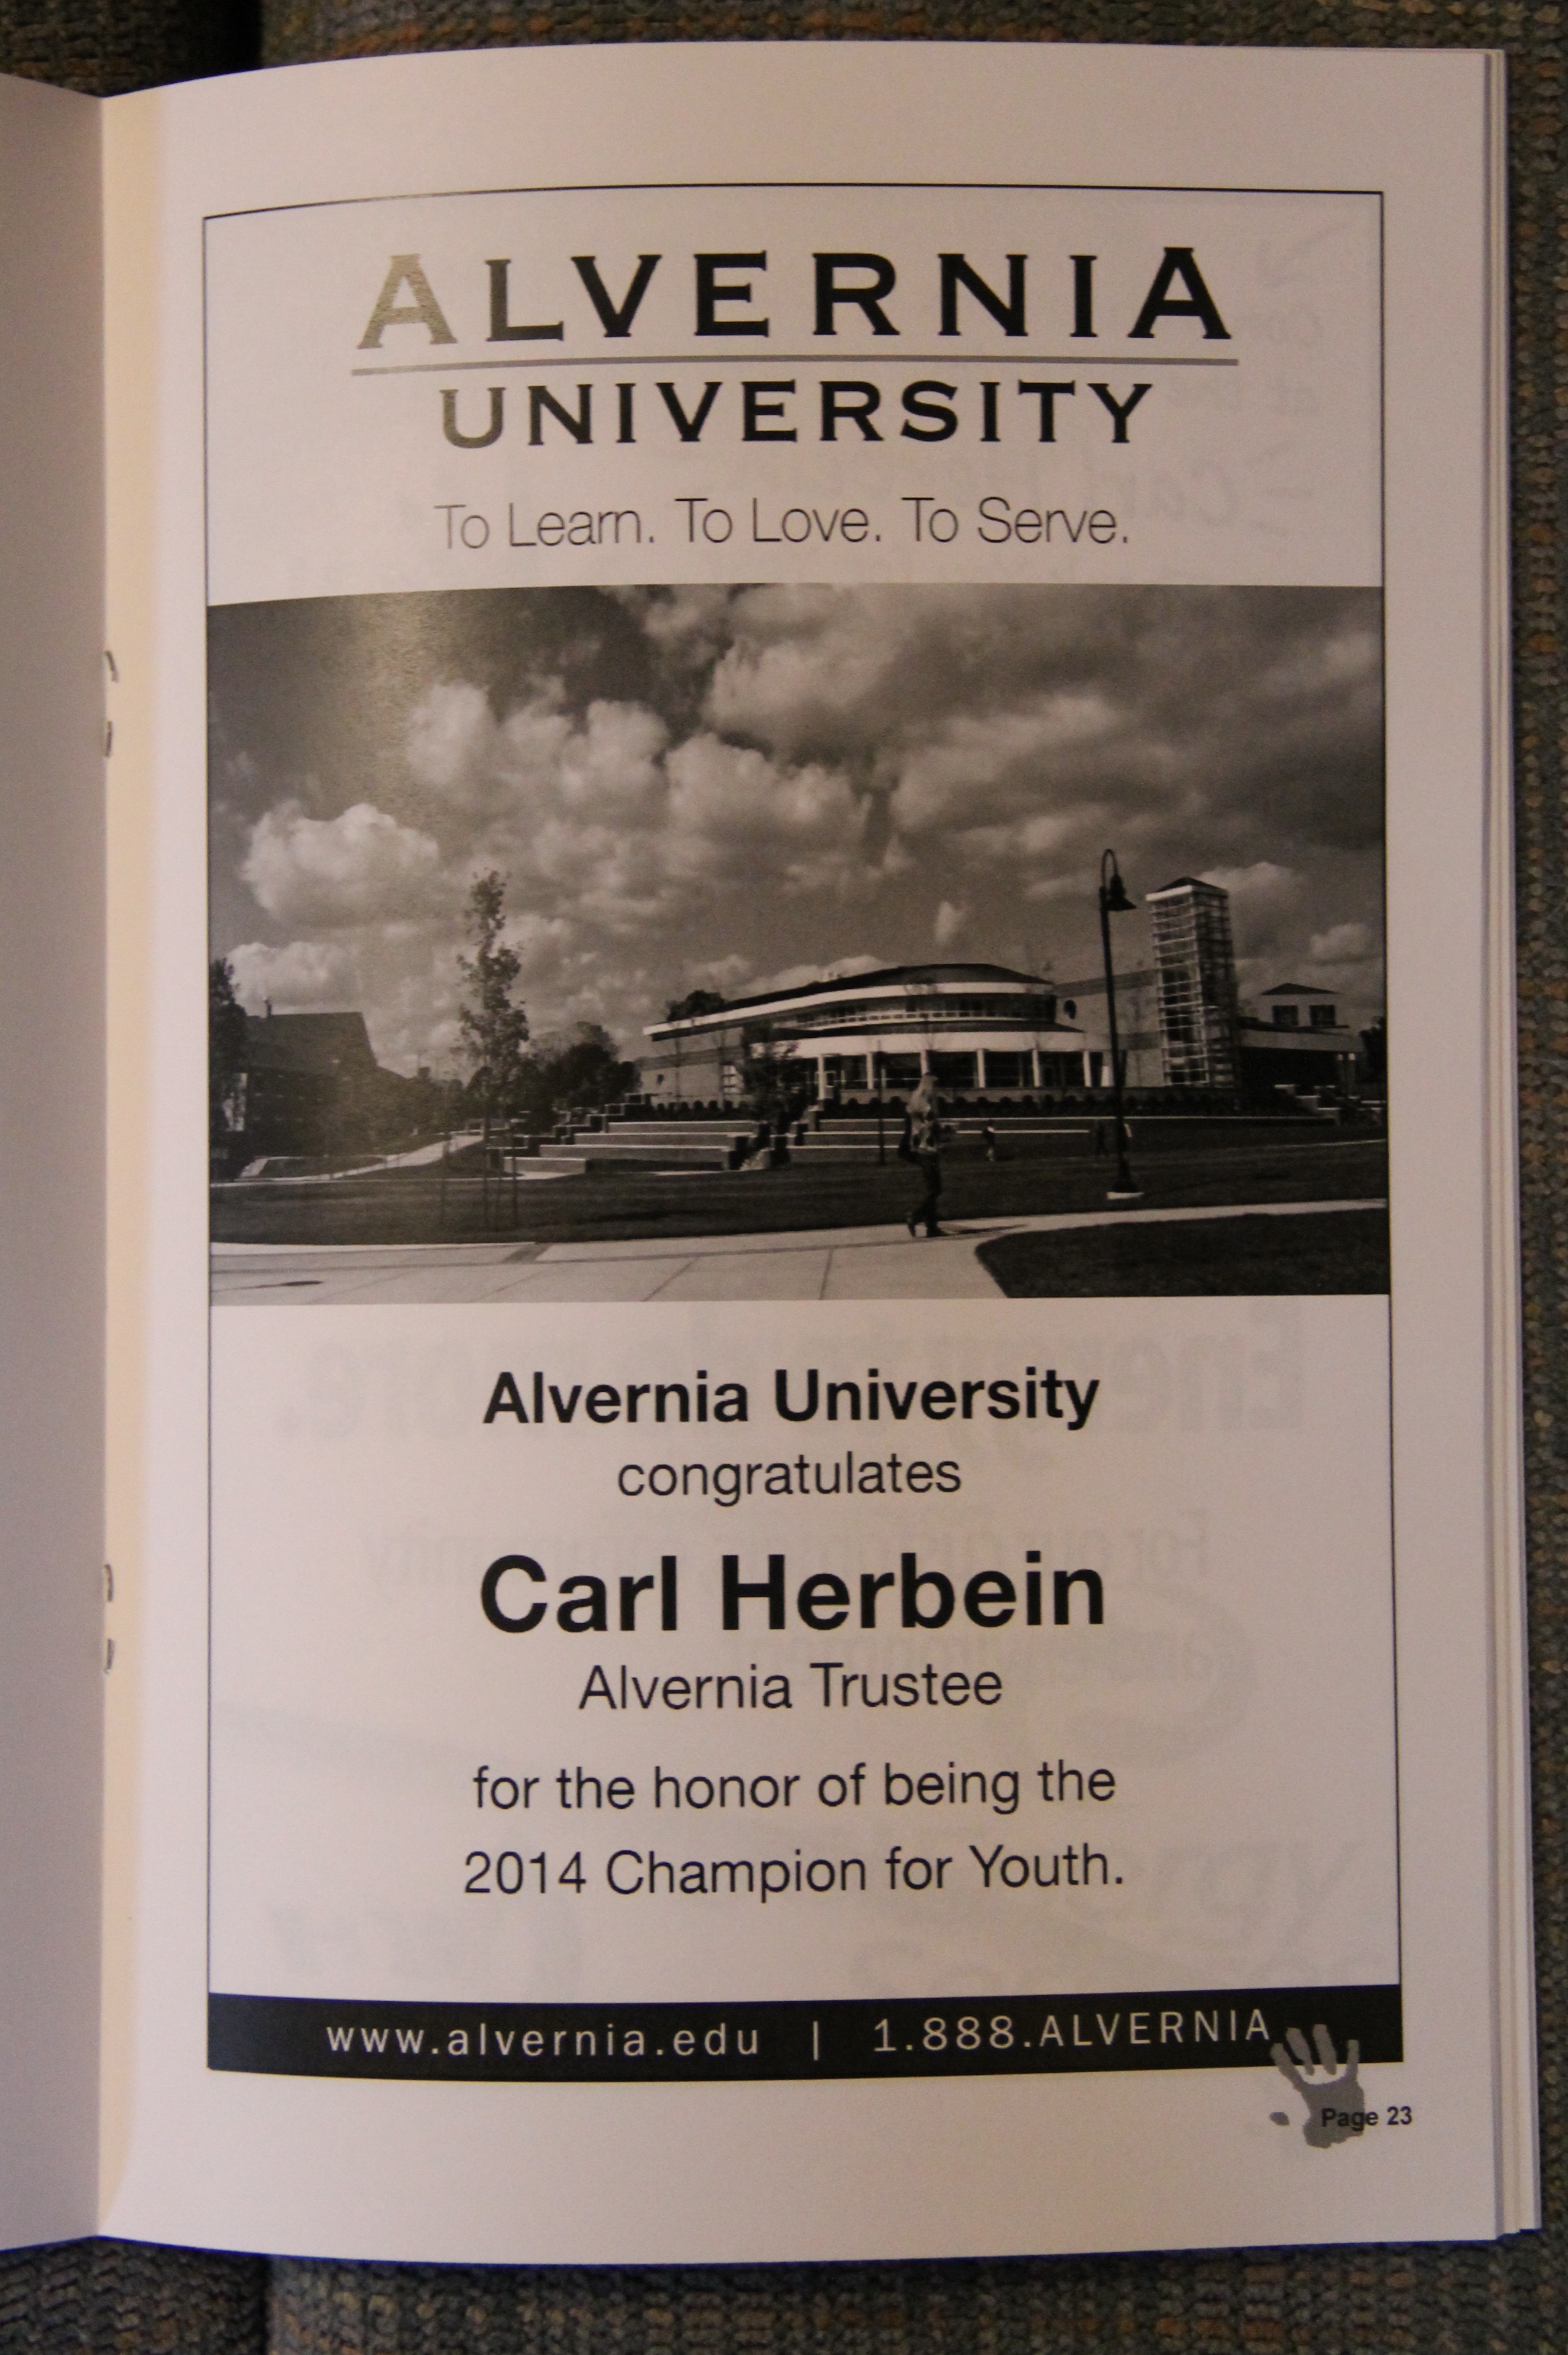 ALVERNIA
UNIVERSITY
To Learn. To Love. To Serve.
Alvernia University
congratulates
Carl Herbein
Alvernia Trustee
for the honor of being the
2014 Champion for Youth.
www.alvernia.edu | 1.888.ALVERNIA
Page 23